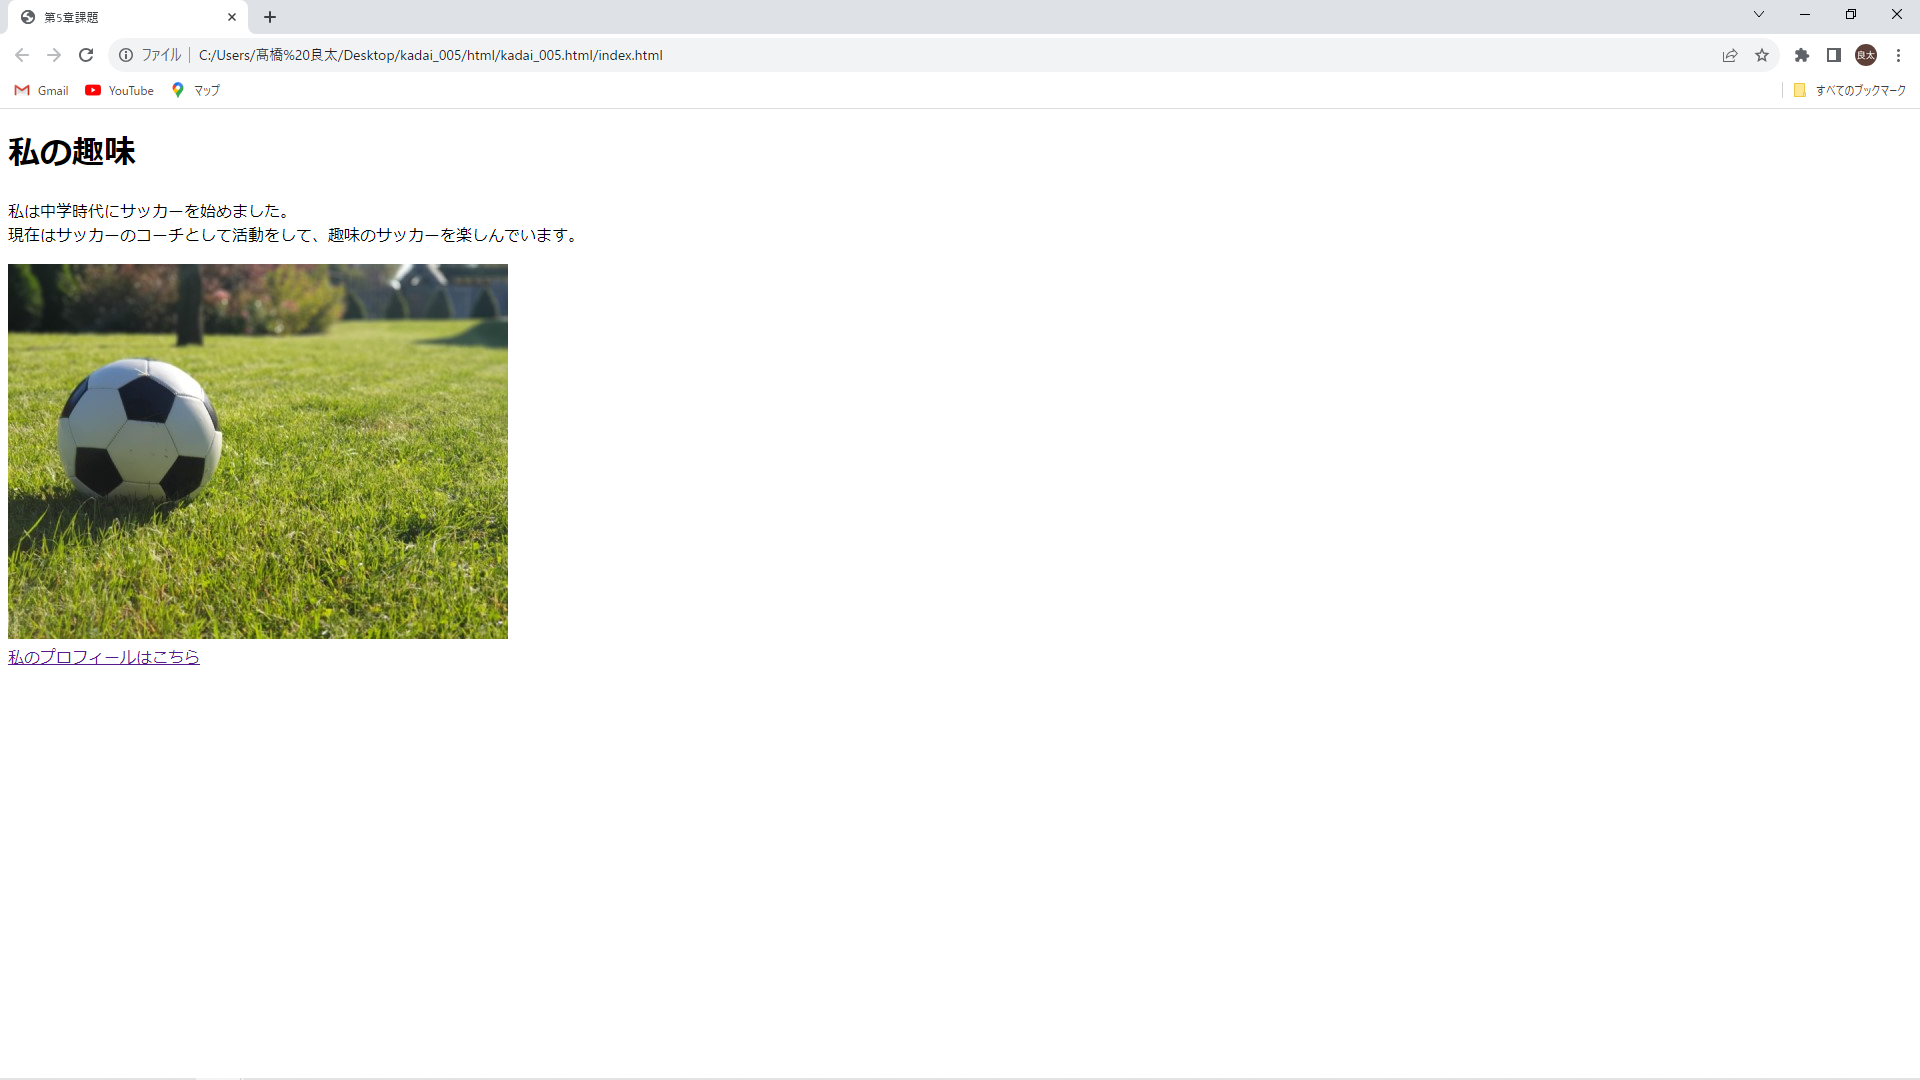 第5章課題
ファイル
C:/Users/髙橋%20良太/Desktop/kadai_005/html/kadai_005.html/index.html
良太
Gmail
YouTube
マップ
すべてのブックマーク
私の趣味
私は中学時代にサッカーを始めました。
現在はサッカーのコーチとして活動をして、趣味のサッカーを楽しんでいます。
私のプロフィールはこちら